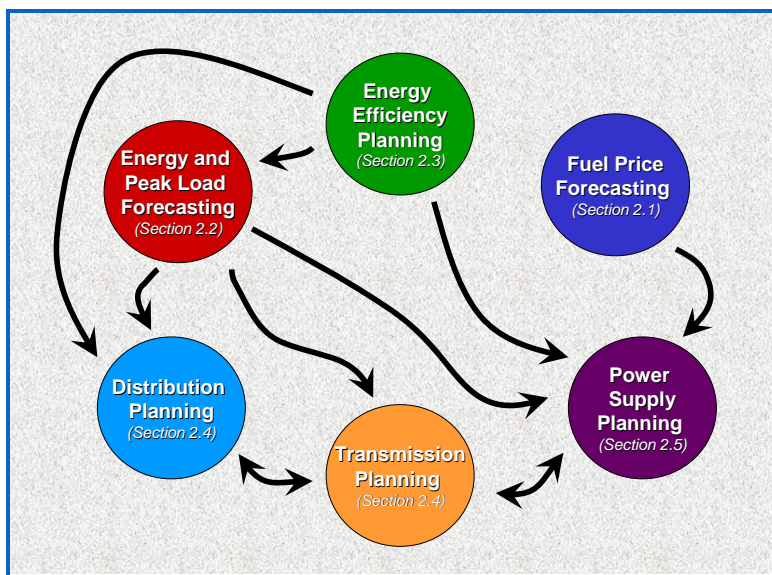 Energy
Efficiency
Planning
(Section 2.3)
Energy and
Peak Load
Forecasting
(Section 2.2)
Fuel Price
Forecasting
(Section 2.1)
Distribution
Planning
(Section 2.4)
Transmission
Planning
(Section 2.4)
Power
Supply
Planning
(Section 2.5)